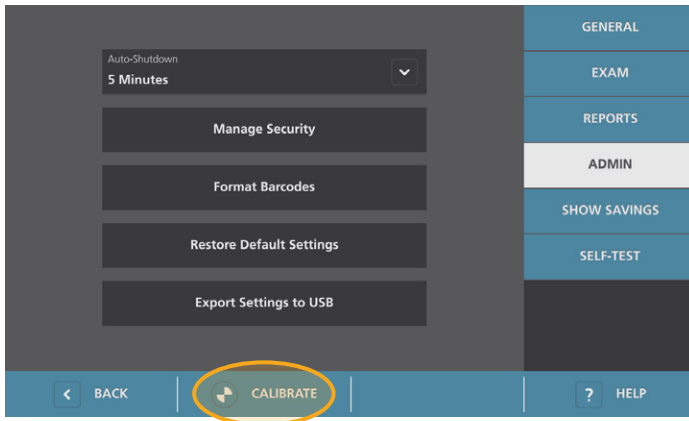 Auto-Shutdown
5 Minutes
Manage Security
Format Barcodes
Restore Default Settings
Export Settings to USB
GENERAL
EXAM
REPORTS
ADMIN
SHOW SAVINGS
SELF-TEST
BACK
CALIBRATE
? HELP